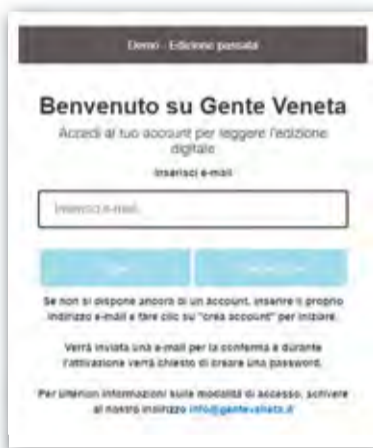 Demo - Edizione passata
Benvenuto su Gente Veneta
Accedi al tuo account per leggere l'edizione
digitale
Inserisci e-mail
Inserisci e-mail
Se non si dispone ancora di un account, inserire il proprio
indirizzo e-mail e fare clic su "crea account" per iniziare.
Verrà inviata una e-mail per la conferma e durante
l'attivazione verrà chiesto di creare una password.
Per ulteriori informazioni sulle modalità di accesso, scrivere
al nostro indirizzo info@genteveneta.it